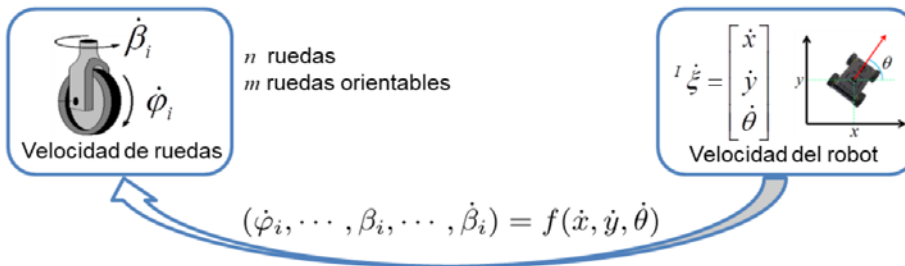 β̇ᵢ
φ̇ᵢ
Velocidad de ruedas
n ruedas
m ruedas orientables
ᴵξ̇ = [ẋ ẏ θ̇]
θ
y
x
Velocidad del robot
(φ̇ᵢ, ⋯ , βᵢ, ⋯ , β̇ᵢ) = f(ẋ, ẏ, θ̇)